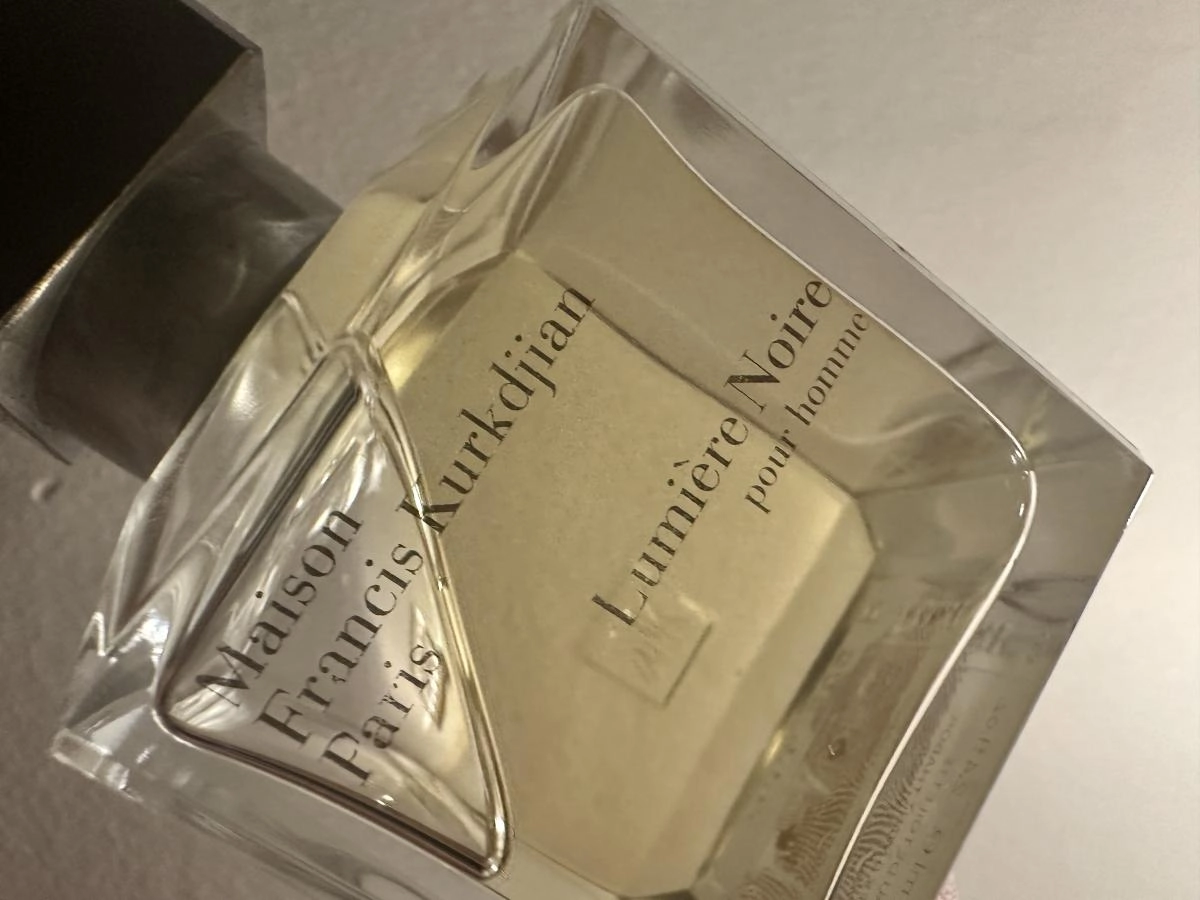 Maison
Francis Kurkdjian
Paris
Lumière Noire
pour homme